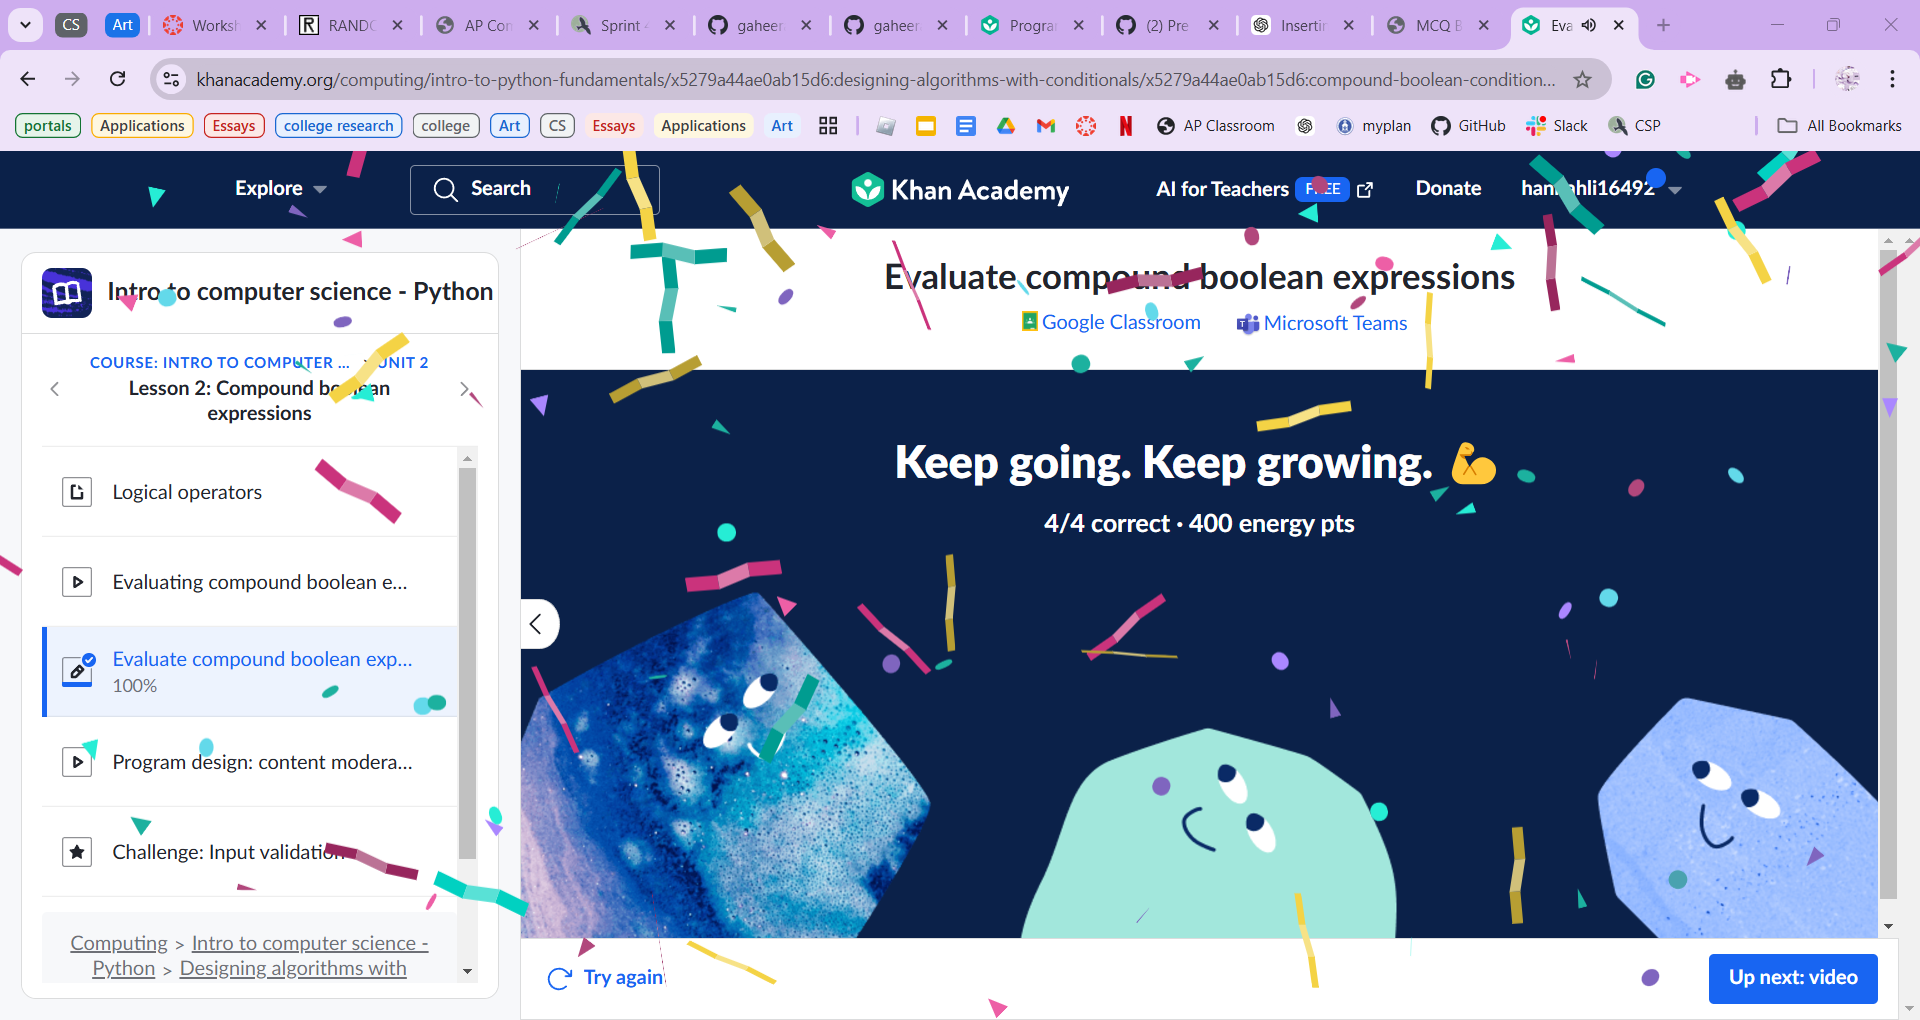 CS
Art
Worksh
RANDO
AP Con
Sprint
gaheer
gaheer
Progra
(2) Pre
Insertin
MCQ B
Eva
khanacademy.org/computing/intro-to-python-fundamentals/x5279a44ae0ab15d6:designing-algorithms-with-conditionals/x5279a44ae0ab15d6:compound-boolean-condition...
portals
Applications
Essays
college research
college
Art
CS
Essays
Applications
Art
AP Classroom
myplan
GitHub
Slack
CSP
All Bookmarks
Explore
Search
Khan Academy
AI for Teachers FREE
Donate
hannahli16492
Intro to computer science - Python
COURSE: INTRO TO COMPUTER ... > UNIT 2
Lesson 2: Compound boolean
expressions
Logical operators
Evaluating compound boolean e...
Evaluate compound boolean exp...
100%
Program design: content modera...
Challenge: Input validation
Computing > Intro to computer science -
Python > Designing algorithms with
Evaluate compound boolean expressions
Google Classroom
Microsoft Teams
Keep going. Keep growing.
4/4 correct · 400 energy pts
Try again
Up next: video